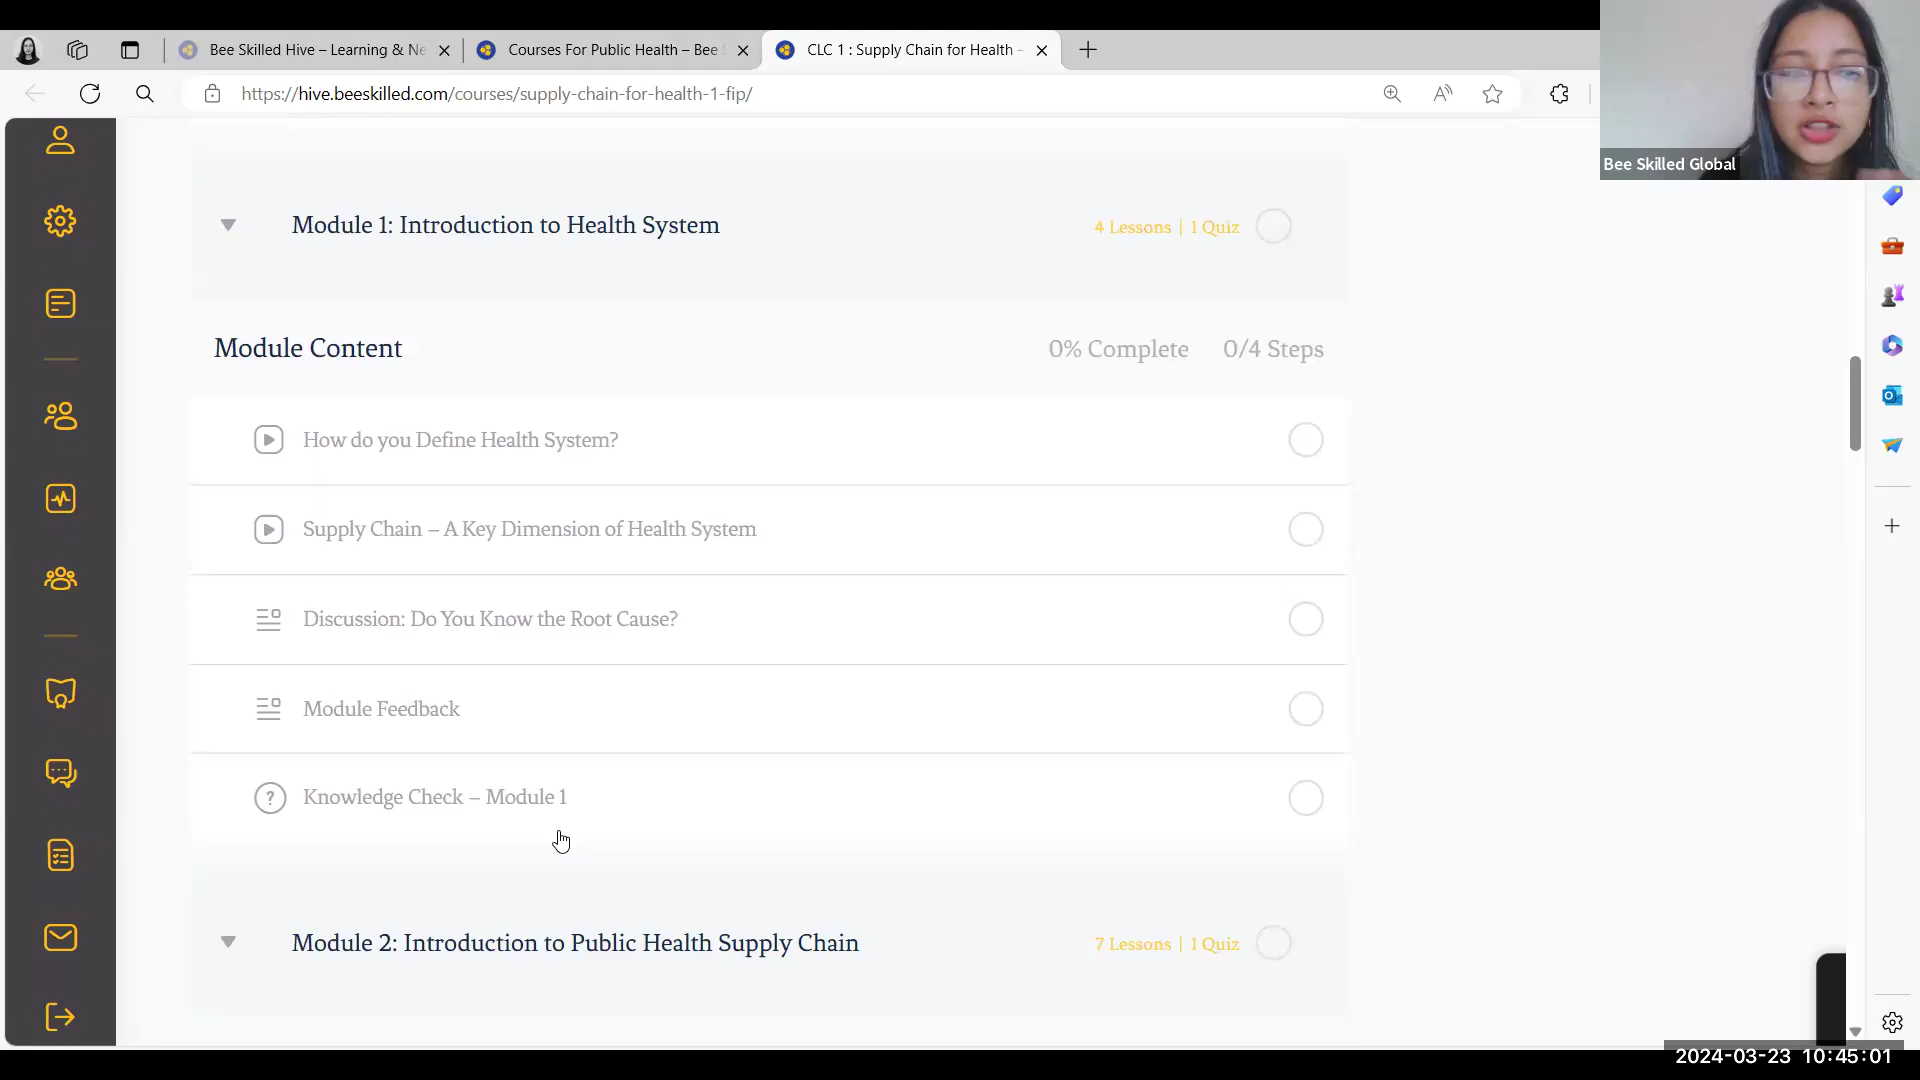 Bee Skilled Hive – Learning & Ne
Courses For Public Health – Bee
CLC 1 : Supply Chain for Health –
https://hive.beeskilled.com/courses/supply-chain-for-health-1-fip/
Bee Skilled Global
Module 1: Introduction to Health System
4 Lessons | 1 Quiz
Module Content
0% Complete
0/4 Steps
How do you Define Health System?
Supply Chain – A Key Dimension of Health System
Discussion: Do You Know the Root Cause?
Module Feedback
Knowledge Check – Module 1
Module 2: Introduction to Public Health Supply Chain
7 Lessons | 1 Quiz
2024-03-23 10:45:01